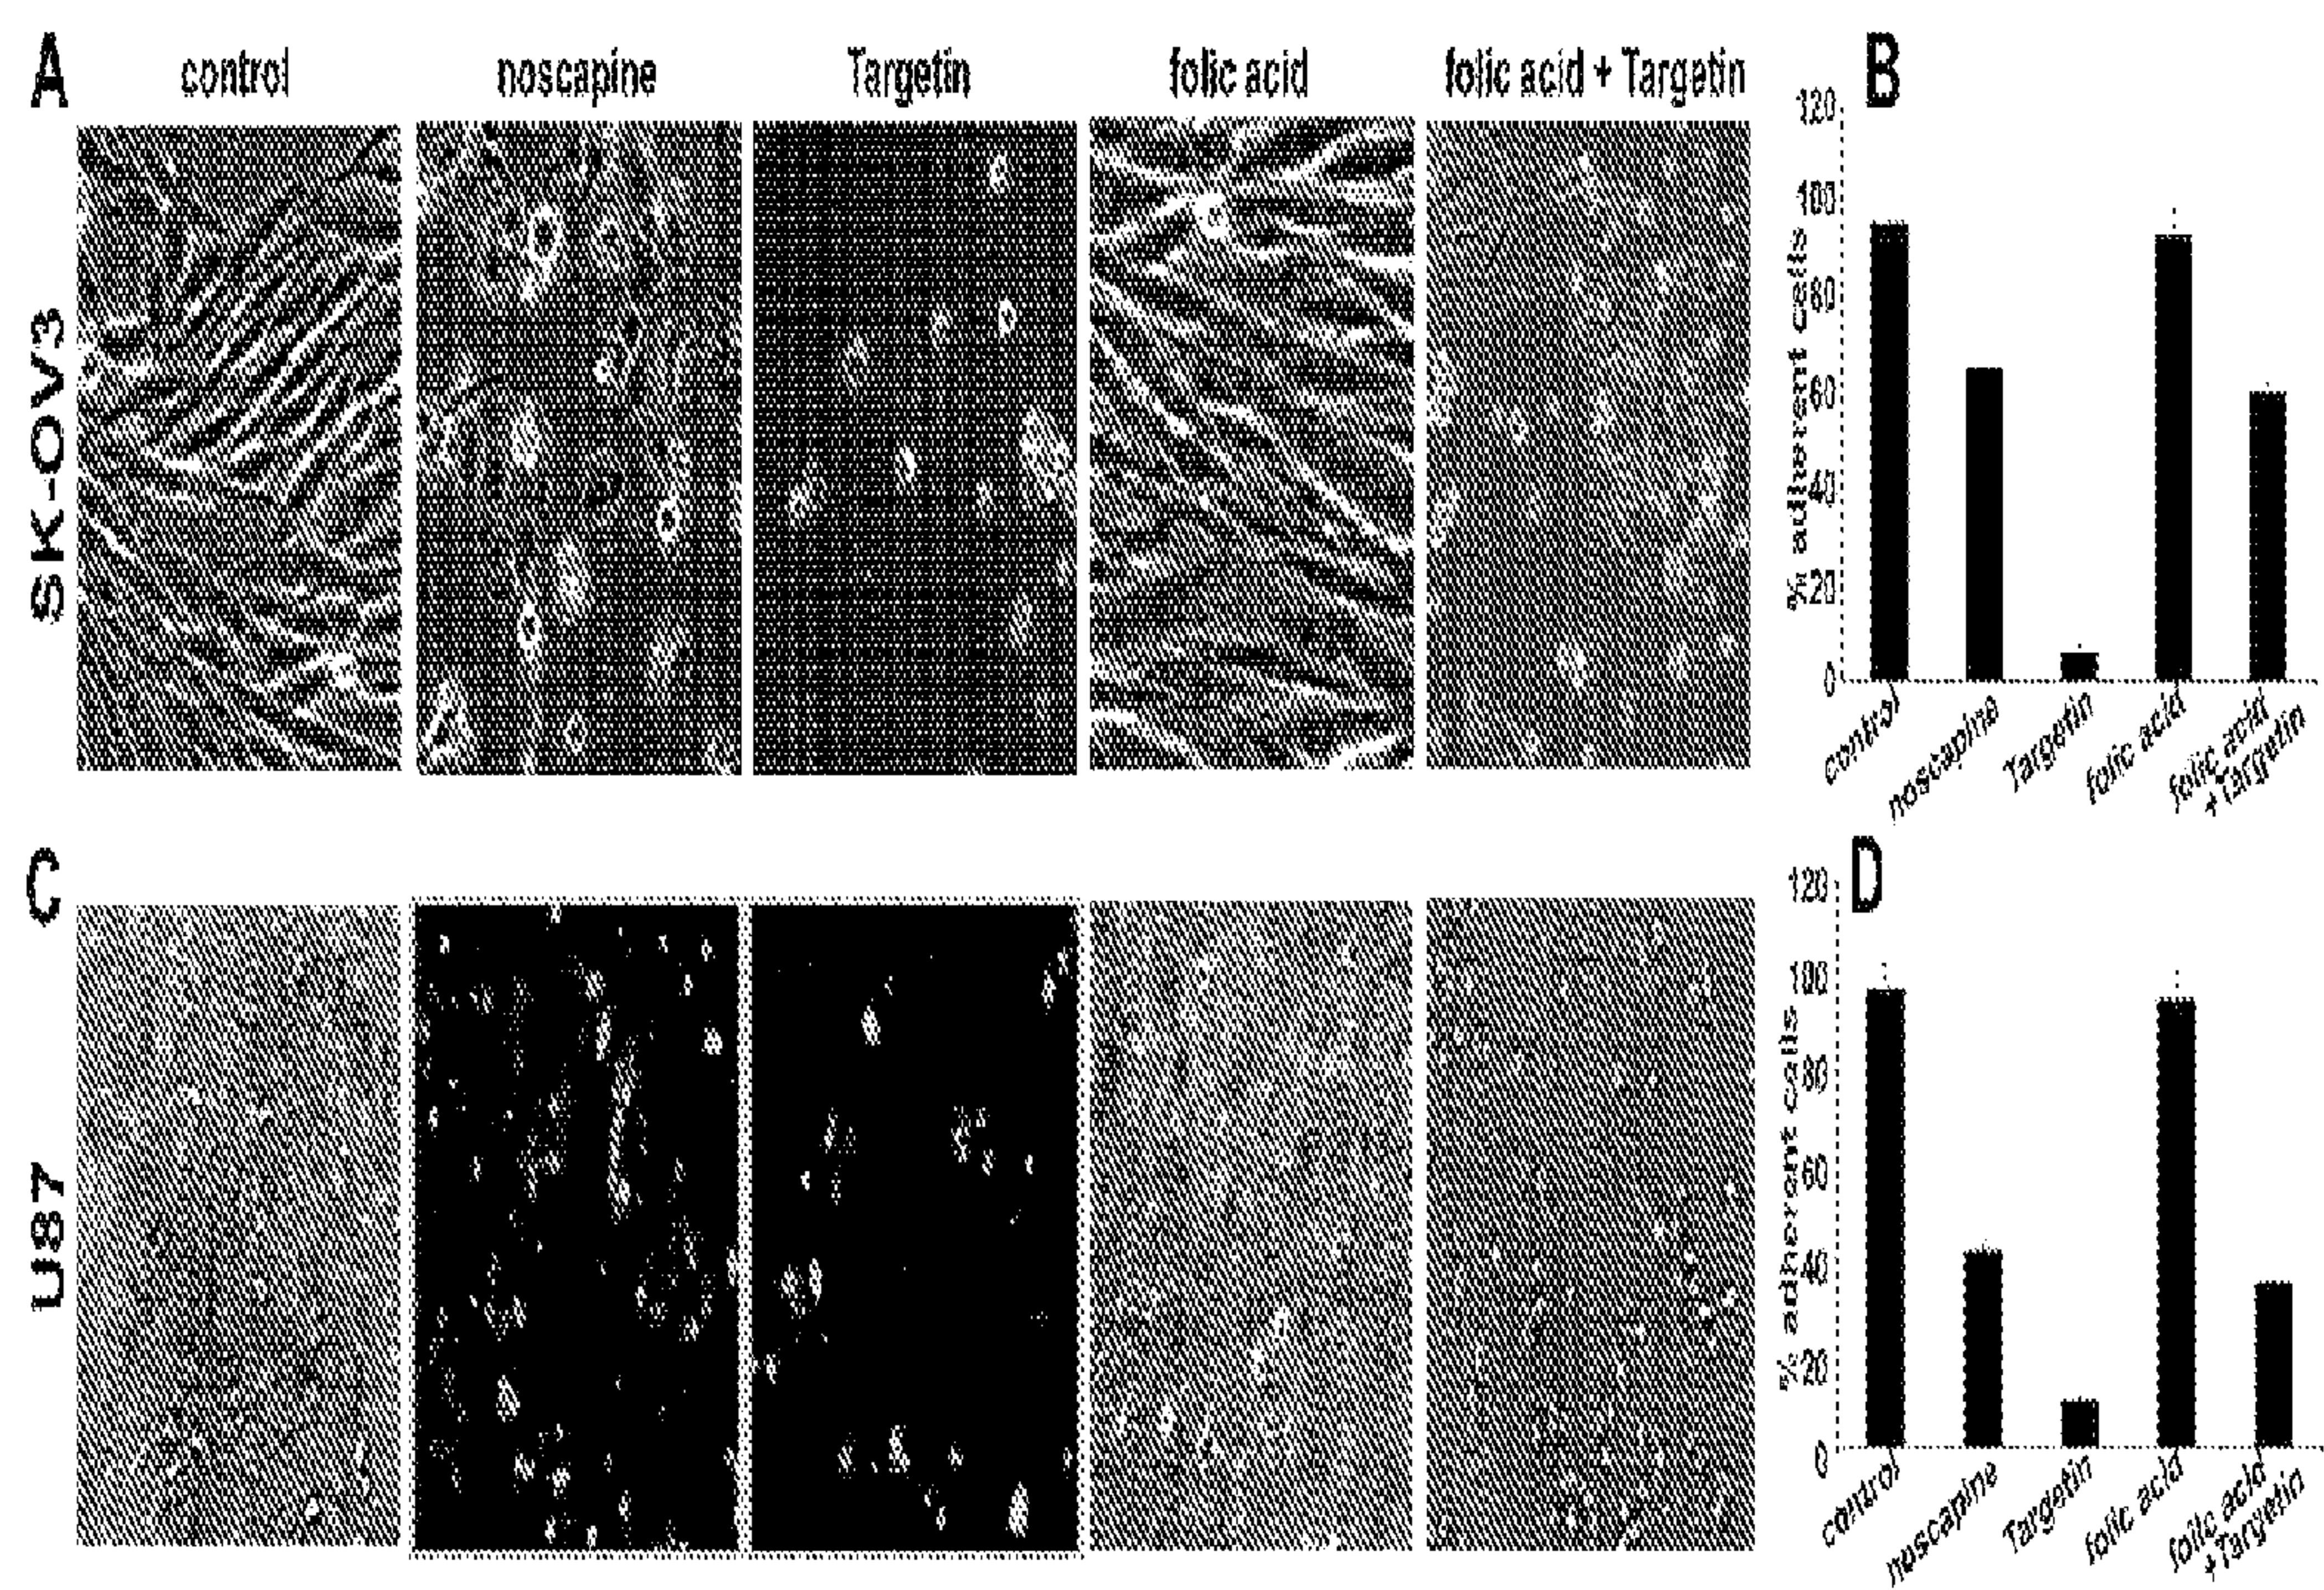 A
control
noscapine
Targetin
folic acid
folic acid + Targetin
SK-OV3
B
120
100
80
60
40
20
0
% adherent cells
control
noscapine
Targetin
folic acid
folic acid
+Targetin
C
U87
D
120
100
80
60
40
20
0
% adherent cells
control
noscapine
Targetin
folic acid
folic acid
+Targetin